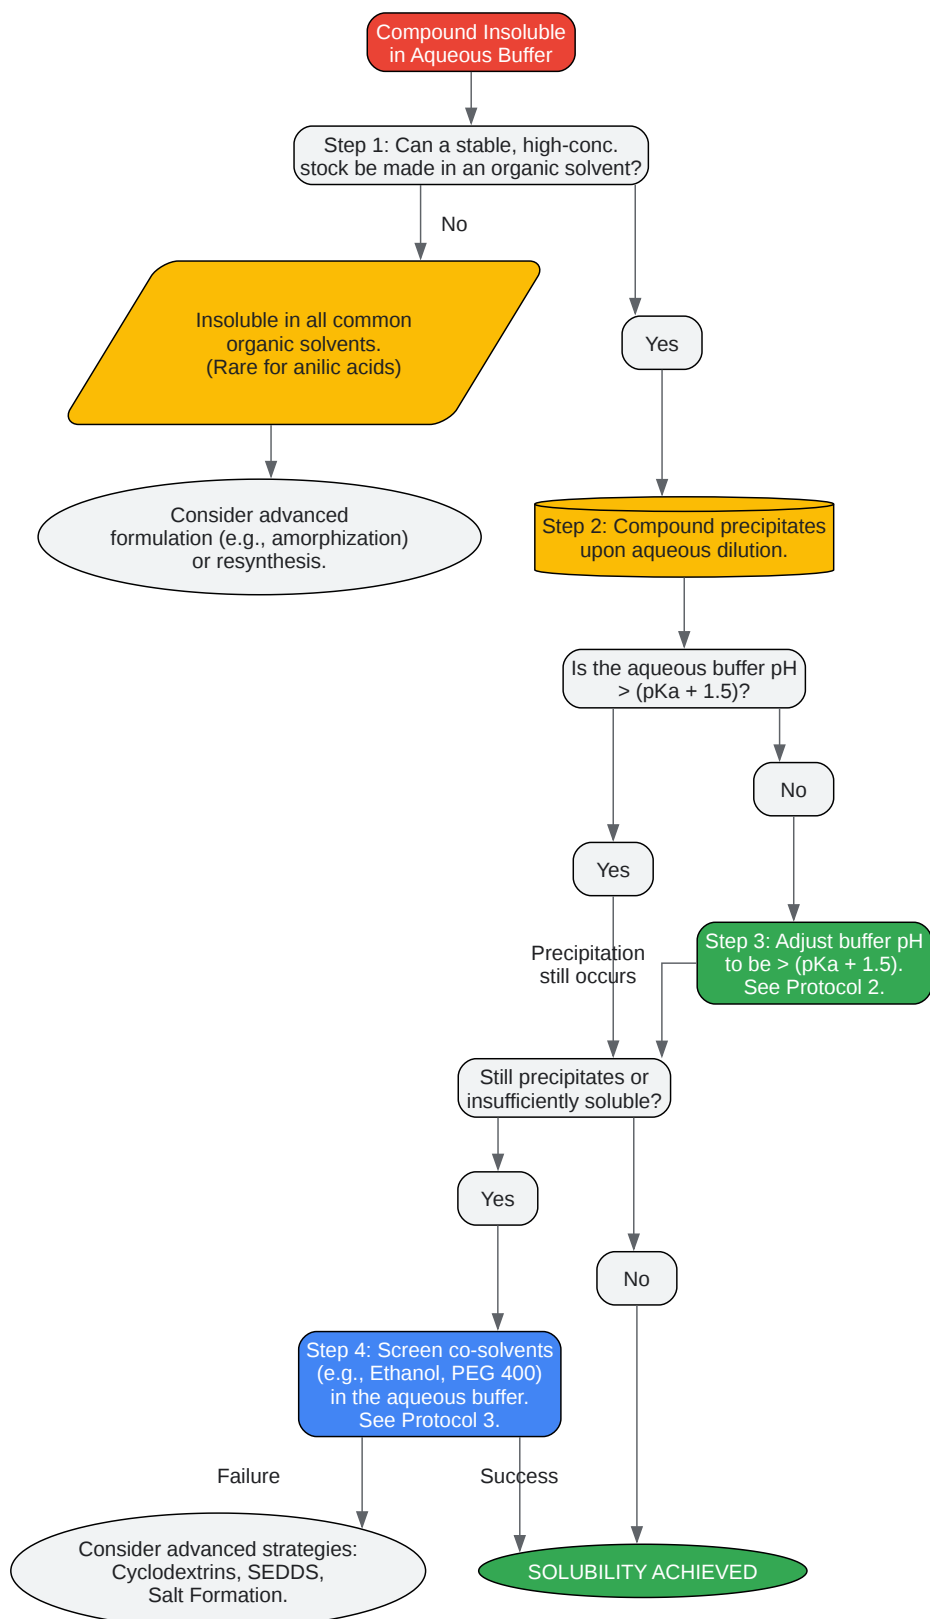 Compound Insoluble
in Aqueous Buffer
Step 1: Can a stable, high-conc.
stock be made in an organic solvent?
No
Insoluble in all common
organic solvents.
(Rare for anilic acids)
Yes
Consider advanced
formulation (e.g., amorphization)
or resynthesis.
Step 2: Compound precipitates
upon aqueous dilution.
Is the aqueous buffer pH
> (pKa + 1.5)?
No
Yes
Precipitation
still occurs
Step 3: Adjust buffer pH
to be > (pKa + 1.5).
See Protocol 2.
Still precipitates or
insufficiently soluble?
Yes
No
Step 4: Screen co-solvents
(e.g., Ethanol, PEG 400)
in the aqueous buffer.
See Protocol 3.
Failure
Success
Consider advanced strategies:
Cyclodextrins, SEDDS,
Salt Formation.
SOLUBILITY ACHIEVED